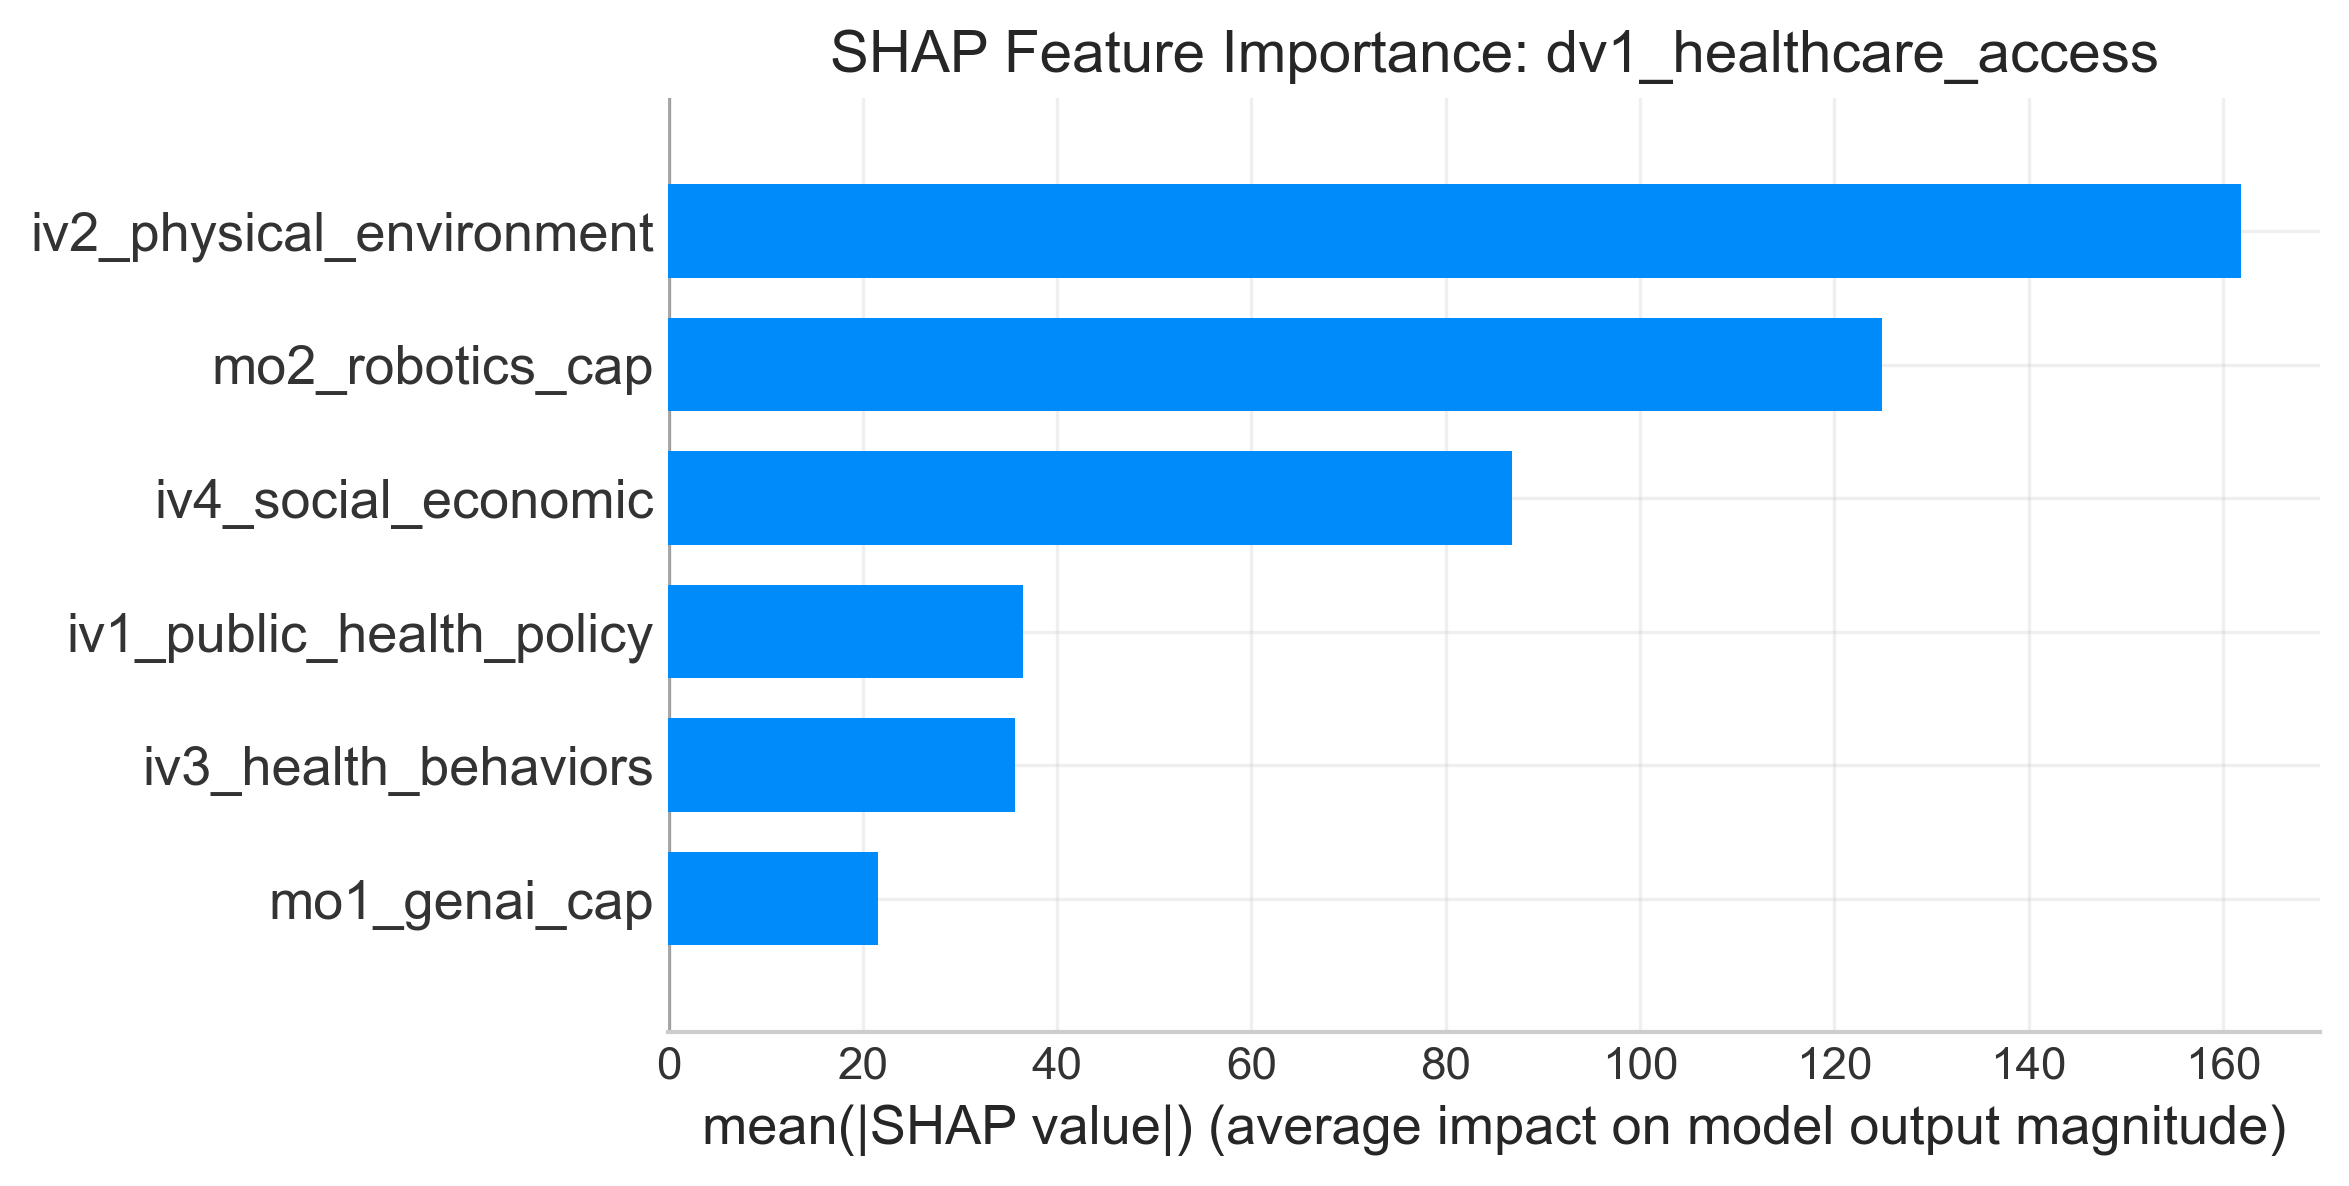 SHAP Feature Importance: dv1_healthcare_access
iv2_physical_environment
mo2_robotics_cap
iv4_social_economic
iv1_public_health_policy
iv3_health_behaviors
mo1_genai_cap
0 20 40 60 80 100 120 140 160
mean(|SHAP value|) (average impact on model output magnitude)